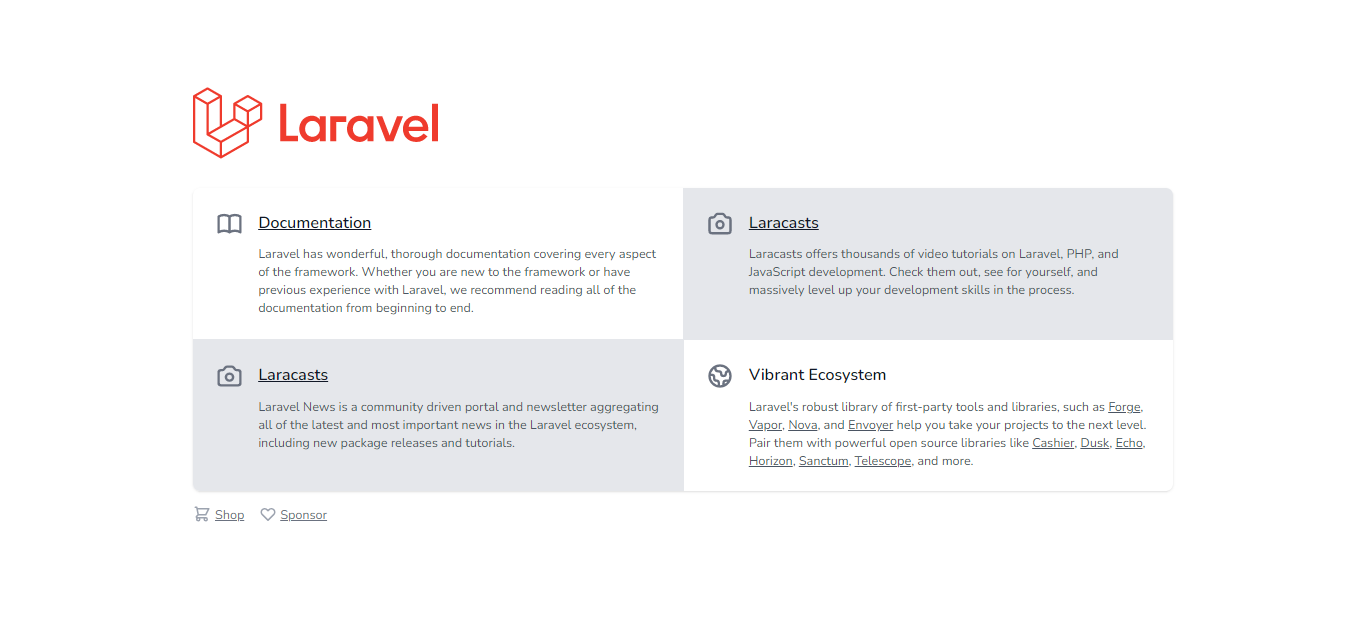 Laravel
Documentation
Laravel has wonderful, thorough documentation covering every aspect
of the framework. Whether you are new to the framework or have
previous experience with Laravel, we recommend reading all of the
documentation from beginning to end.
Laracasts
Laracasts offers thousands of video tutorials on Laravel, PHP, and
JavaScript development. Check them out, see for yourself, and
massively level up your development skills in the process.
Laracasts
Laravel News is a community driven portal and newsletter aggregating
all of the latest and most important news in the Laravel ecosystem,
including new package releases and tutorials.
Vibrant Ecosystem
Laravel's robust library of first-party tools and libraries, such as Forge,
Vapor, Nova, and Envoyer help you take your projects to the next level.
Pair them with powerful open source libraries like Cashier, Dusk, Echo,
Horizon, Sanctum, Telescope, and more.
Shop Sponsor